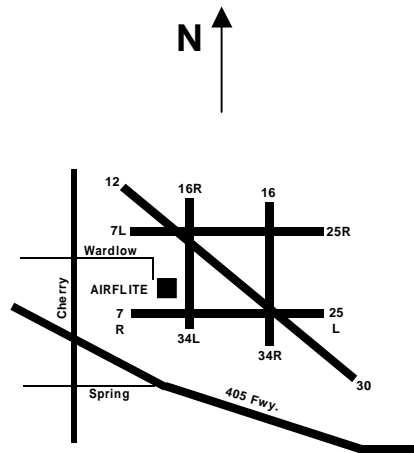 N
12
16R
16
7L
25R
Wardlow
Cherry
AIRFLITE
7
R
25
L
34L
34R
30
Spring
405 Fwy.